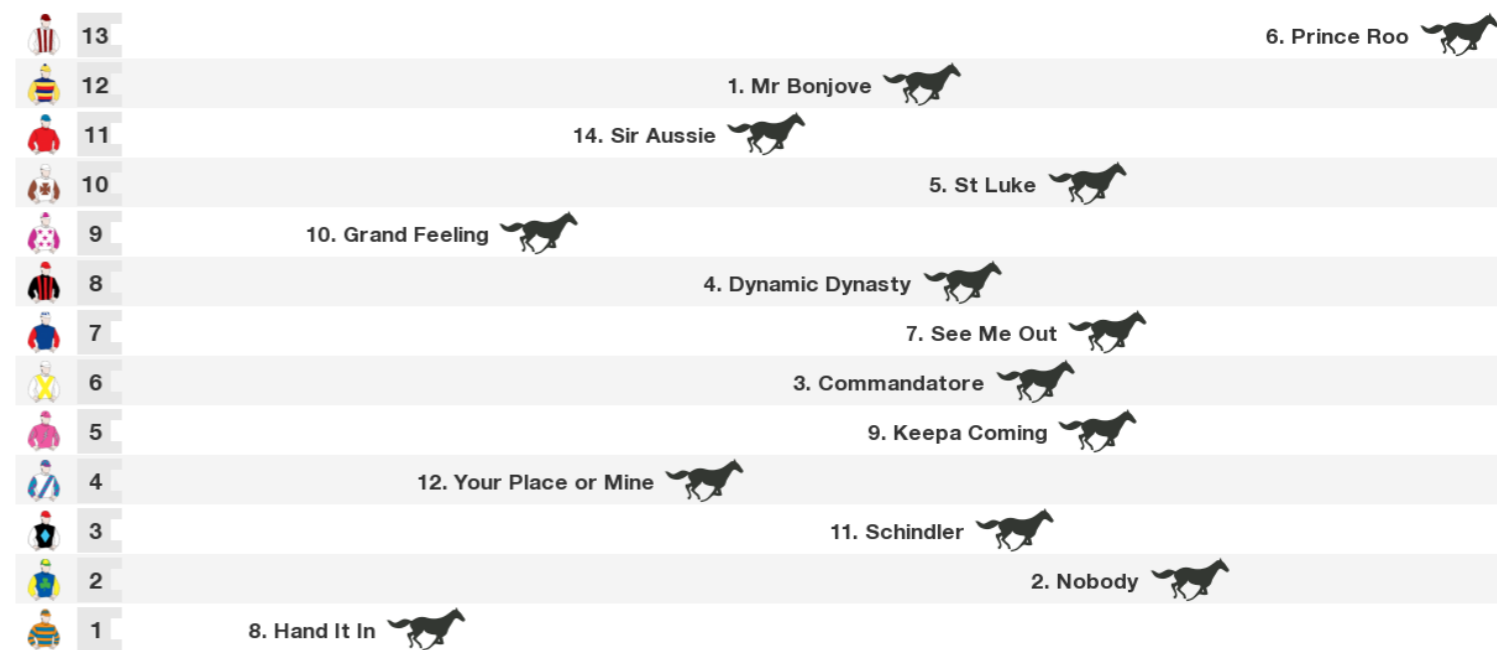 13 6. Prince Roo
12 1. Mr Bonjove
11 14. Sir Aussie
10 5. St Luke
9 10. Grand Feeling
8 4. Dynamic Dynasty
7 7. See Me Out
6 3. Commandatore
5 9. Keepa Coming
4 12. Your Place or Mine
3 11. Schindler
2 2. Nobody
1 8. Hand It In